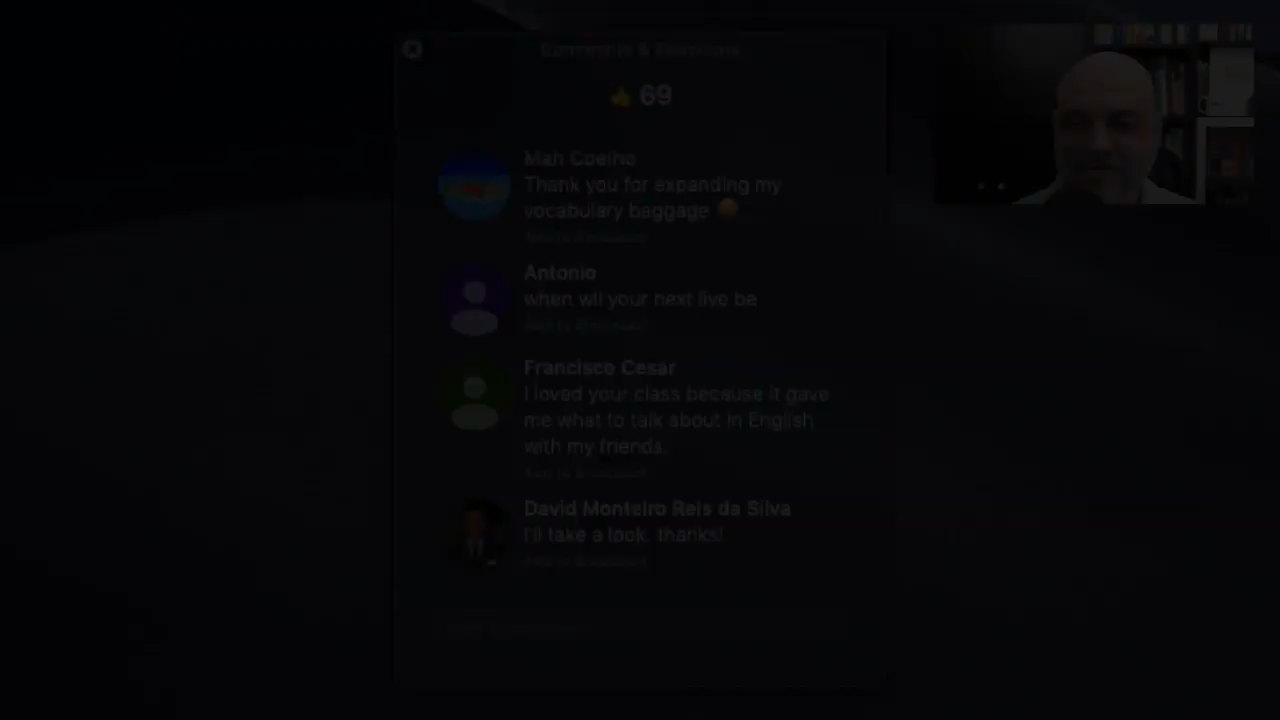 Comments & Reactions
👍 69
Mah Coelho
Thank you for expanding my
vocabulary baggage
Antonio
when wil your next live be
Francisco Cesar
I loved your class because it gave
me what to talk about in English
with my friends.
David Monteiro Reis da Silva
I'll take a look. thanks!